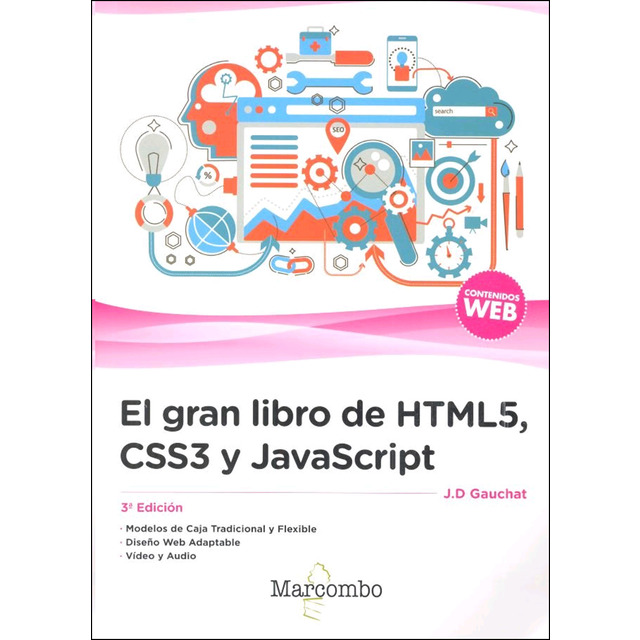 search
SEO
%
CONTENIDOS
WEB
El gran libro de HTML5,
CSS3 y JavaScript
J.D Gauchat
3ª Edición
· Modelos de Caja Tradicional y Flexible
· Diseño Web Adaptable
· Vídeo y Audio
Marcombo